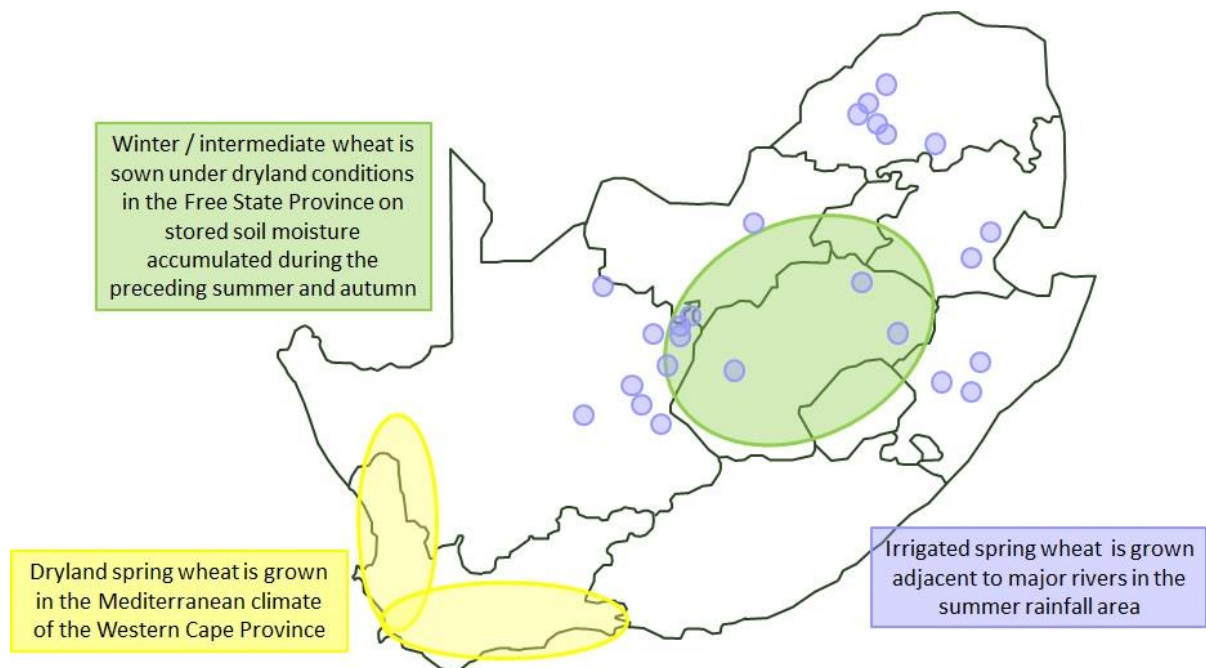 Winter / intermediate wheat is
sown under dryland conditions
in the Free State Province on
stored soil moisture
accumulated during the
preceding summer and autumn
Dryland spring wheat is grown
in the Mediterranean climate
of the Western Cape Province
Irrigated spring wheat is grown
adjacent to major rivers in the
summer rainfall area